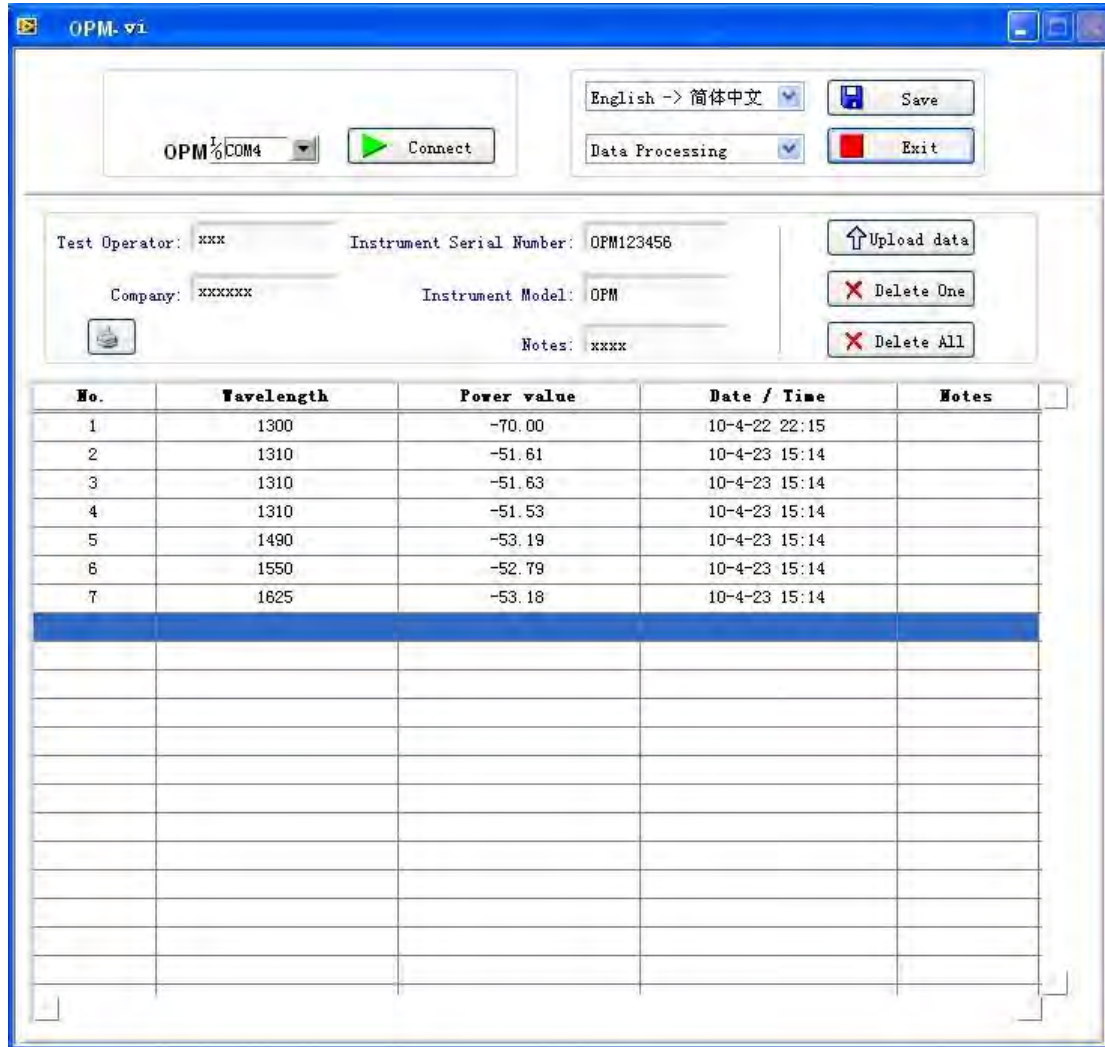 OPM.vi
English -> 简体中文 Save
OPM I/O COM4 Connect Data Processing Exit
Test Operator: xxx Instrument Serial Number: OPM123456 Upload data
Company: xxxxxx Instrument Model: OPM Delete One
Notes: xxxx Delete All
No. Wavelength Power value Date / Time Notes
1 1300 -70.00 10-4-22 22:15
2 1310 -51.61 10-4-23 15:14
3 1310 -51.63 10-4-23 15:14
4 1310 -51.53 10-4-23 15:14
5 1490 -53.19 10-4-23 15:14
6 1550 -52.79 10-4-23 15:14
7 1625 -53.18 10-4-23 15:14